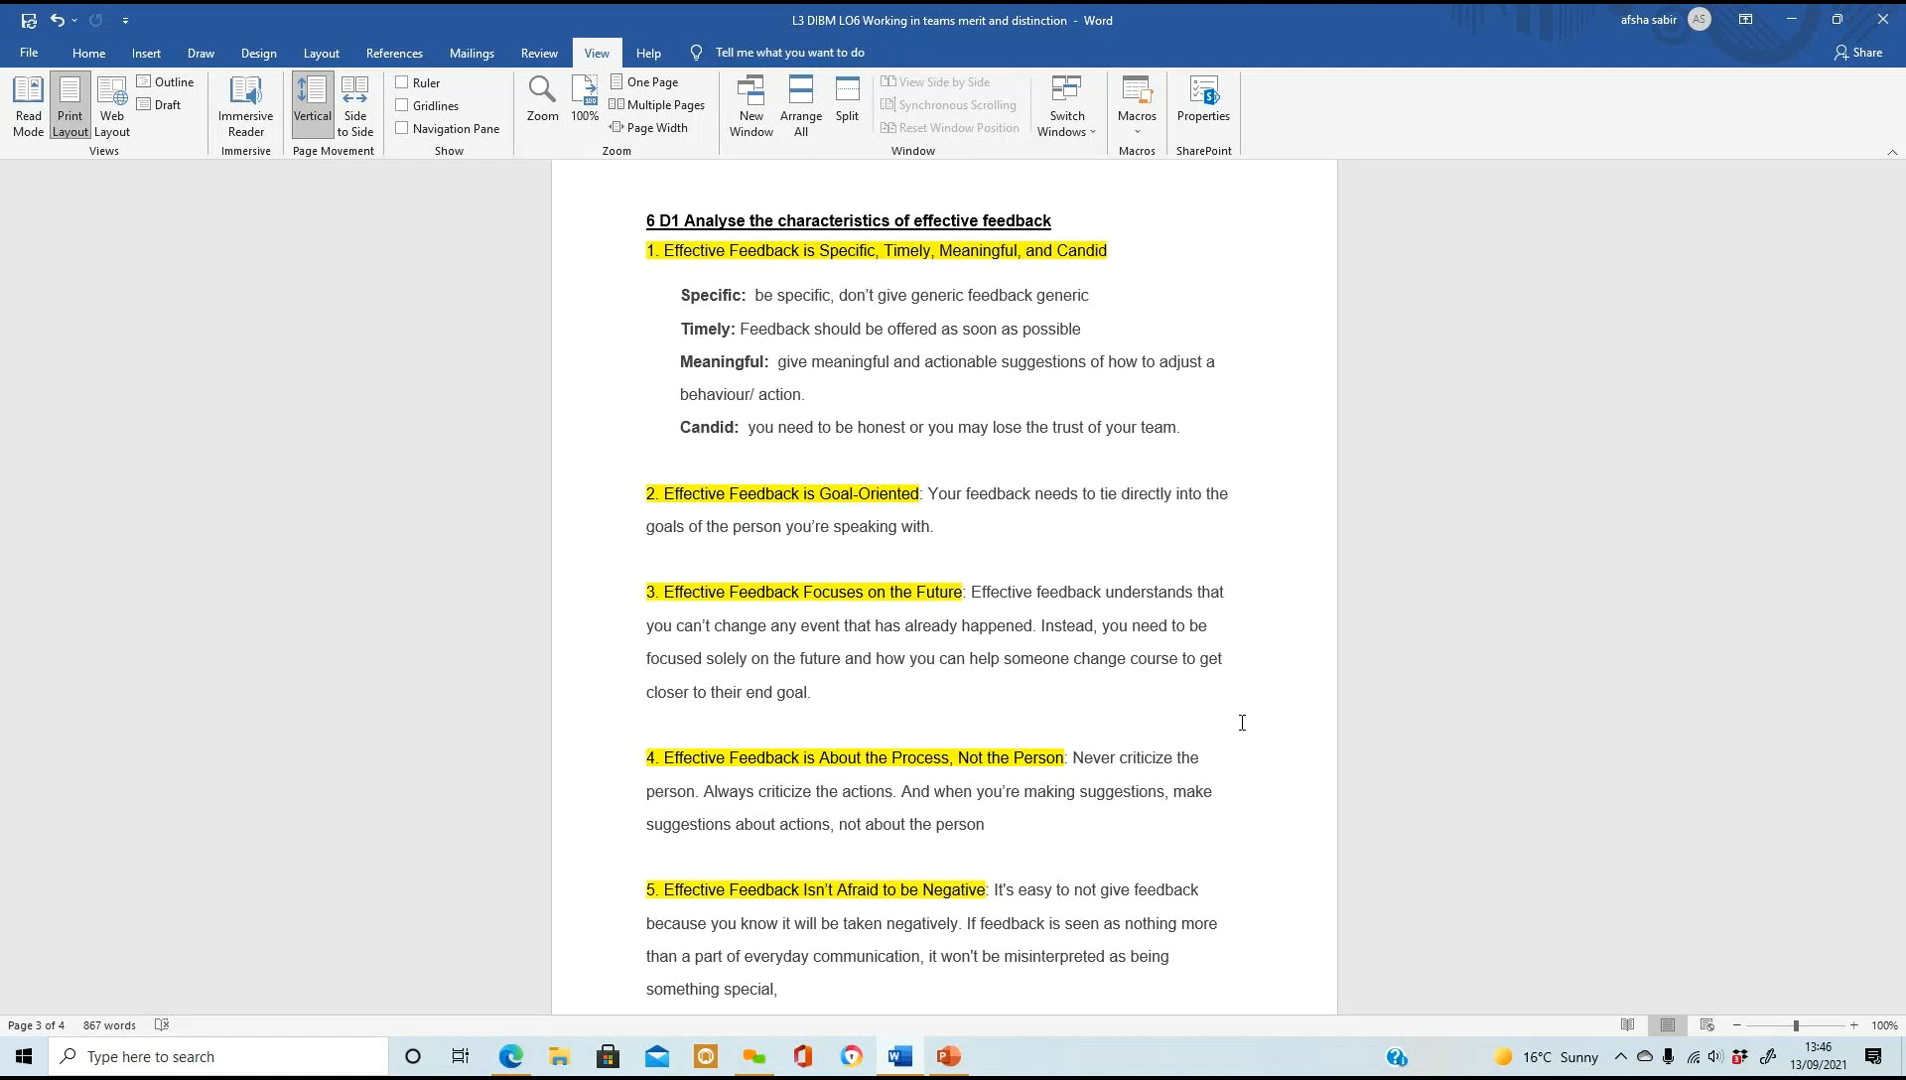 L3 DIBM LO6 Working in teams merit and distinction - Word
afsha sabir AS
File Home Insert Draw Design Layout References Mailings Review View Help Tell me what you want to do Share
Read Mode
Print Layout
Web Layout
Outline
Draft
Views
Immersive Reader
Immersive
Vertical
Side to Side
Page Movement
Ruler
Gridlines
Navigation Pane
Show
Zoom
100
100%
One Page
Multiple Pages
Page Width
Zoom
New Window
Arrange All
Split
View Side by Side
Synchronous Scrolling
Reset Window Position
Switch Windows
Window
Macros
Macros
Properties
SharePoint
6 D1 Analyse the characteristics of effective feedback
1. Effective Feedback is Specific, Timely, Meaningful, and Candid
Specific: be specific, don’t give generic feedback generic
Timely: Feedback should be offered as soon as possible
Meaningful: give meaningful and actionable suggestions of how to adjust a
behaviour/ action.
Candid: you need to be honest or you may lose the trust of your team.
2. Effective Feedback is Goal-Oriented: Your feedback needs to tie directly into the
goals of the person you’re speaking with.
3. Effective Feedback Focuses on the Future: Effective feedback understands that
you can’t change any event that has already happened. Instead, you need to be
focused solely on the future and how you can help someone change course to get
closer to their end goal.
4. Effective Feedback is About the Process, Not the Person: Never criticize the
person. Always criticize the actions. And when you’re making suggestions, make
suggestions about actions, not about the person
5. Effective Feedback Isn’t Afraid to be Negative: It's easy to not give feedback
because you know it will be taken negatively. If feedback is seen as nothing more
than a part of everyday communication, it won't be misinterpreted as being
something special,
Page 3 of 4 867 words
100%
Type here to search
16°C Sunny
13:46
13/09/2021